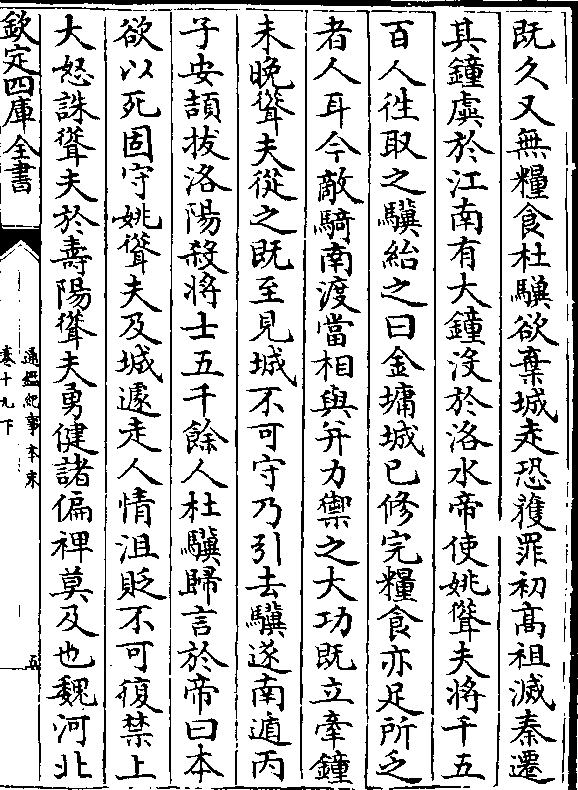 既久又無糧食杜驥欲棄城走恐獲罪初髙祖滅秦遷
其鐘虡於江南有大鐘沒於洛水帝使姚聳夫將千五
百人徃取之驥紿之曰金墉城已修完糧食亦足所乏
者人耳今敵騎南渡當相與并力禦之大功既立牽鐘
未晚聳夫從之既至見城不可守乃引去驥遂南遁丙
子安頡拔洛陽殺將士五千餘人杜驥歸言於帝曰本
欲以死固守姚聳夫及城遽走人情沮貶不可復禁上
大怒誅聳夫於壽陽聳夫勇健諸偏裨莫及也魏河北
欽定四庫全書
通鑑紀事本末
卷十九下
五